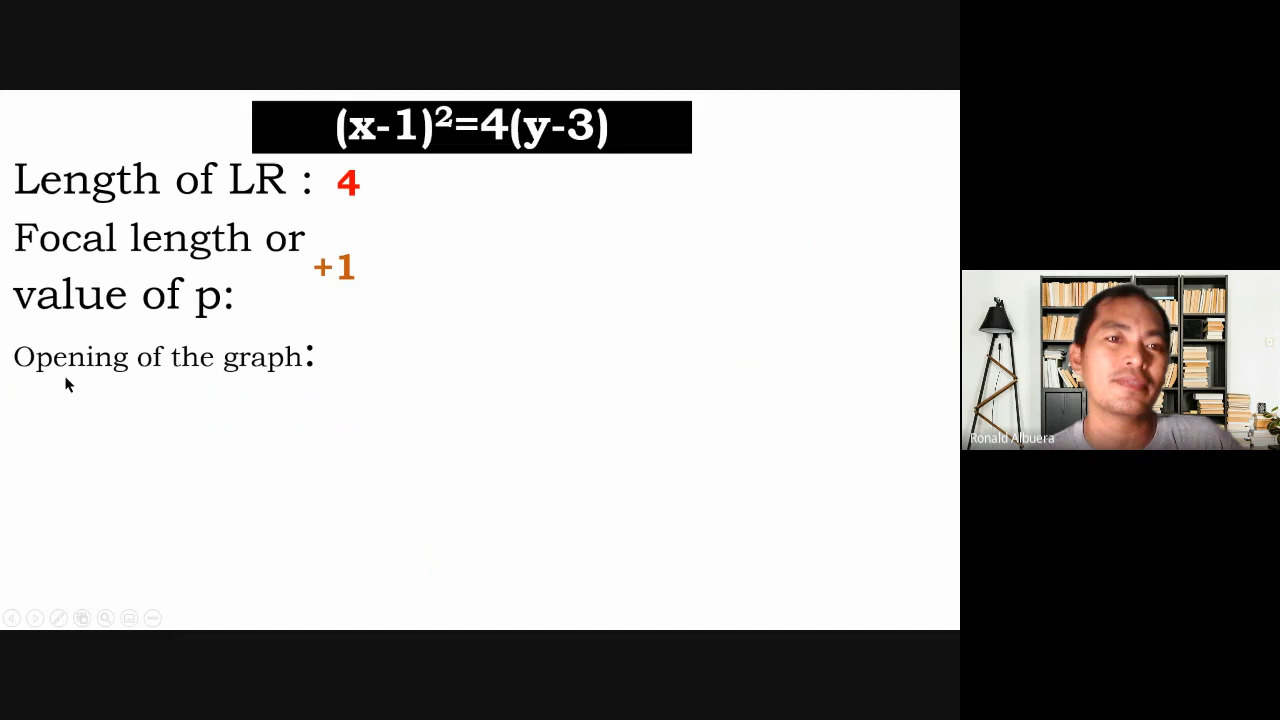 (x-1)²=4(y-3)
Length of LR : 4
Focal length or
+1
value of p:
Opening of the graph:
Ronald Albuera